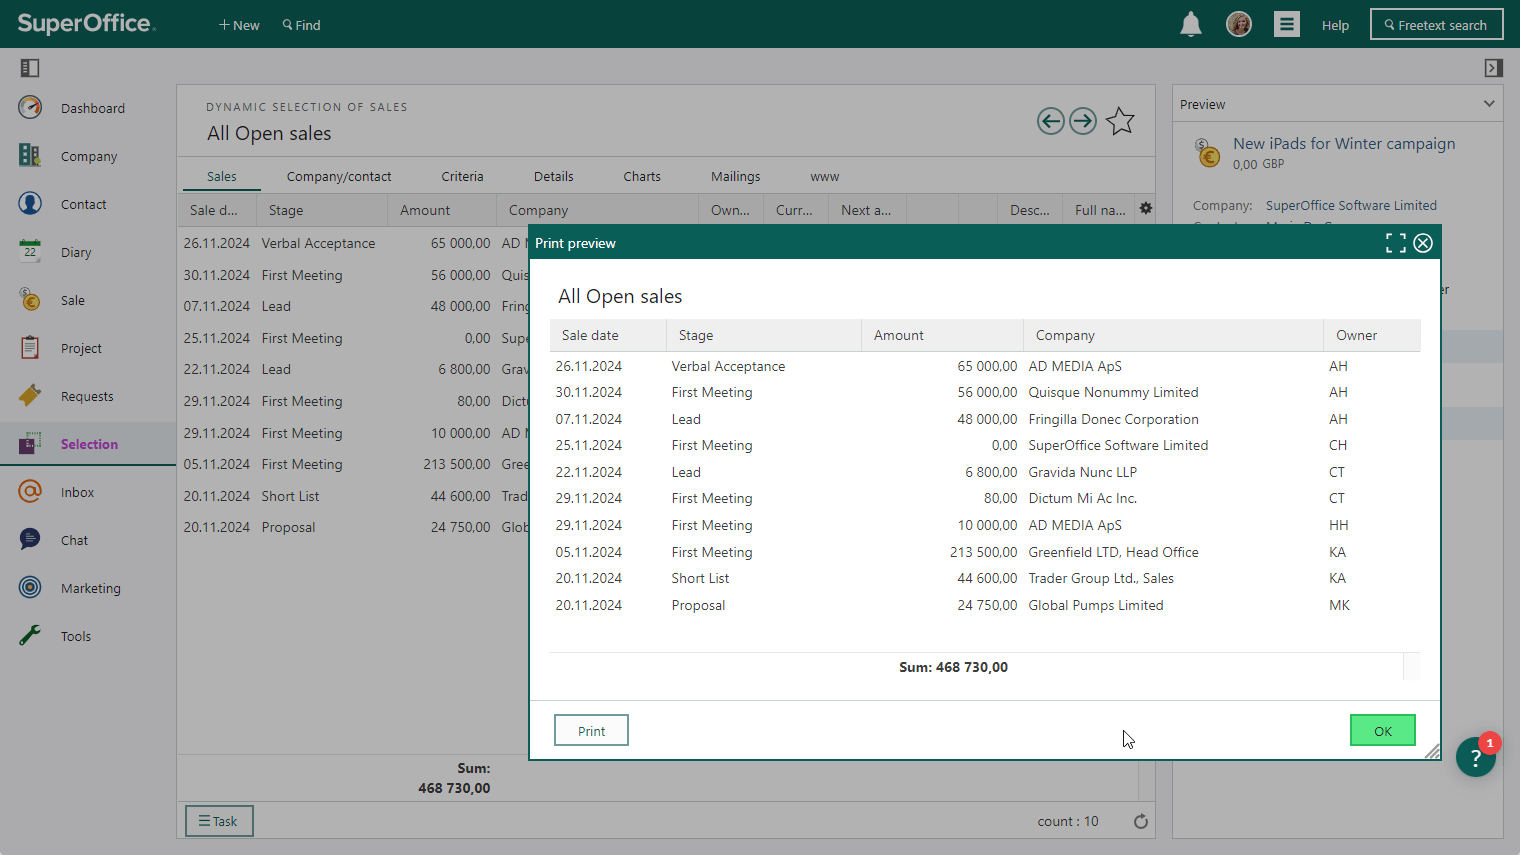 SuperOffice
+ New
Find
Help
Freetext search
Dashboard
Company
Contact
22
Diary
Sale
Project
Requests
Selection
Inbox
Chat
Marketing
Tools
DYNAMIC SELECTION OF SALES
All Open sales
Sales Company/contact Criteria Details Charts Mailings www
Sale d... Stage Amount Company Own... Curr... Next a... Desc... Full na...
26.11.2024 Verbal Acceptance 65 000,00 AD
30.11.2024 First Meeting 56 000,00 Quis
07.11.2024 Lead 48 000,00 Fring
25.11.2024 First Meeting 0,00 Supe
22.11.2024 Lead 6 800,00 Grav
29.11.2024 First Meeting 80,00 Dictu
29.11.2024 First Meeting 10 000,00 AD
05.11.2024 First Meeting 213 500,00 Gree
20.11.2024 Short List 44 600,00 Trad
20.11.2024 Proposal 24 750,00 Glob
Sum:
468 730,00
Task
count : 10
Preview
New iPads for Winter campaign
0,00 GBP
Company: SuperOffice Software Limited
er
Print preview
All Open sales
Sale date Stage Amount Company Owner
26.11.2024 Verbal Acceptance 65 000,00 AD MEDIA ApS AH
30.11.2024 First Meeting 56 000,00 Quisque Nonummy Limited AH
07.11.2024 Lead 48 000,00 Fringilla Donec Corporation AH
25.11.2024 First Meeting 0,00 SuperOffice Software Limited CH
22.11.2024 Lead 6 800,00 Gravida Nunc LLP CT
29.11.2024 First Meeting 80,00 Dictum Mi Ac Inc. CT
29.11.2024 First Meeting 10 000,00 AD MEDIA ApS HH
05.11.2024 First Meeting 213 500,00 Greenfield LTD, Head Office KA
20.11.2024 Short List 44 600,00 Trader Group Ltd., Sales KA
20.11.2024 Proposal 24 750,00 Global Pumps Limited MK
Sum: 468 730,00
Print
OK
?
1